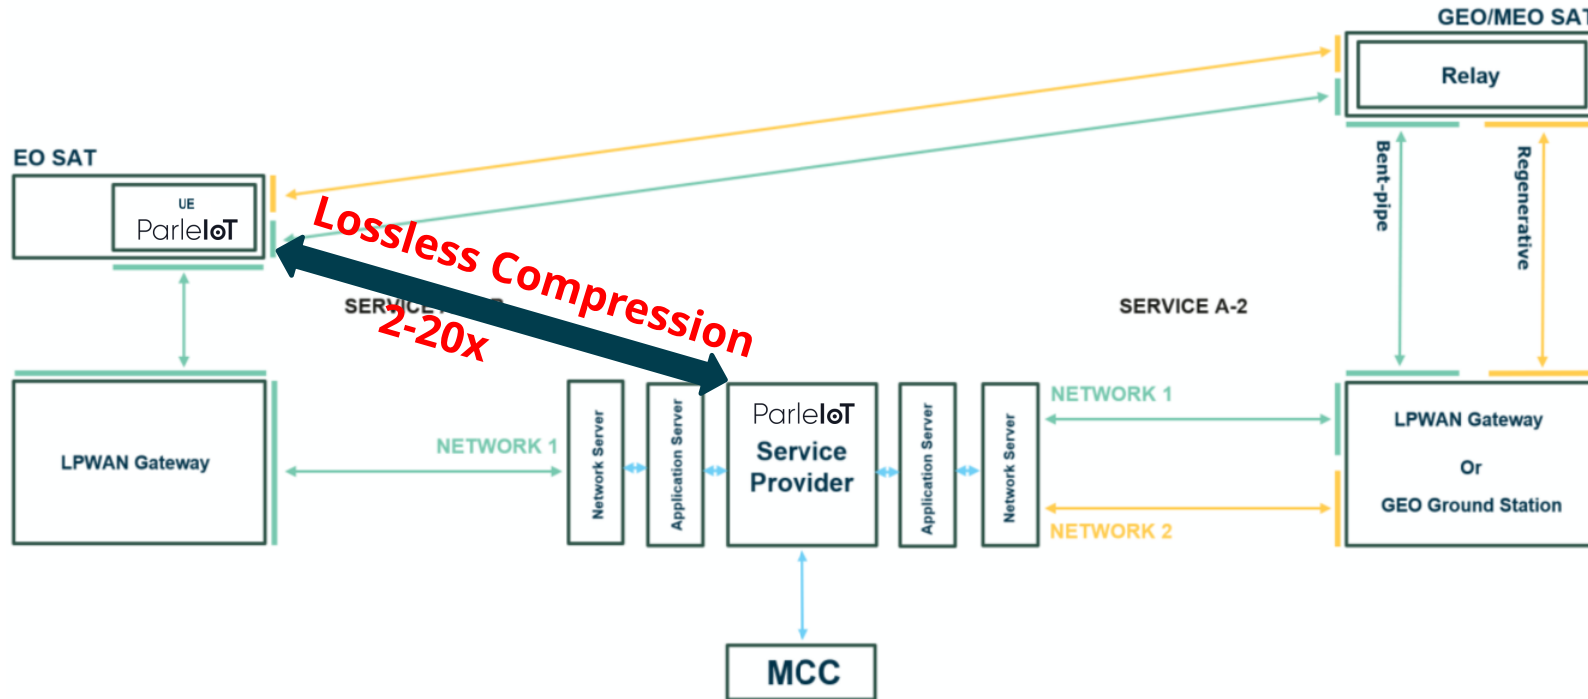 GEO/MEO SAT
Relay
EO SAT
UE
ParleIoT
Bent-pipe
Regenerative
Lossless Compression
2-20x
SERVICE
SERVICE A-2
LPWAN Gateway
NETWORK 1
Network Server
Application Server
ParleIoT
Service
Provider
Application Server
Network Server
NETWORK 1
NETWORK 2
LPWAN Gateway
Or
GEO Ground Station
MCC